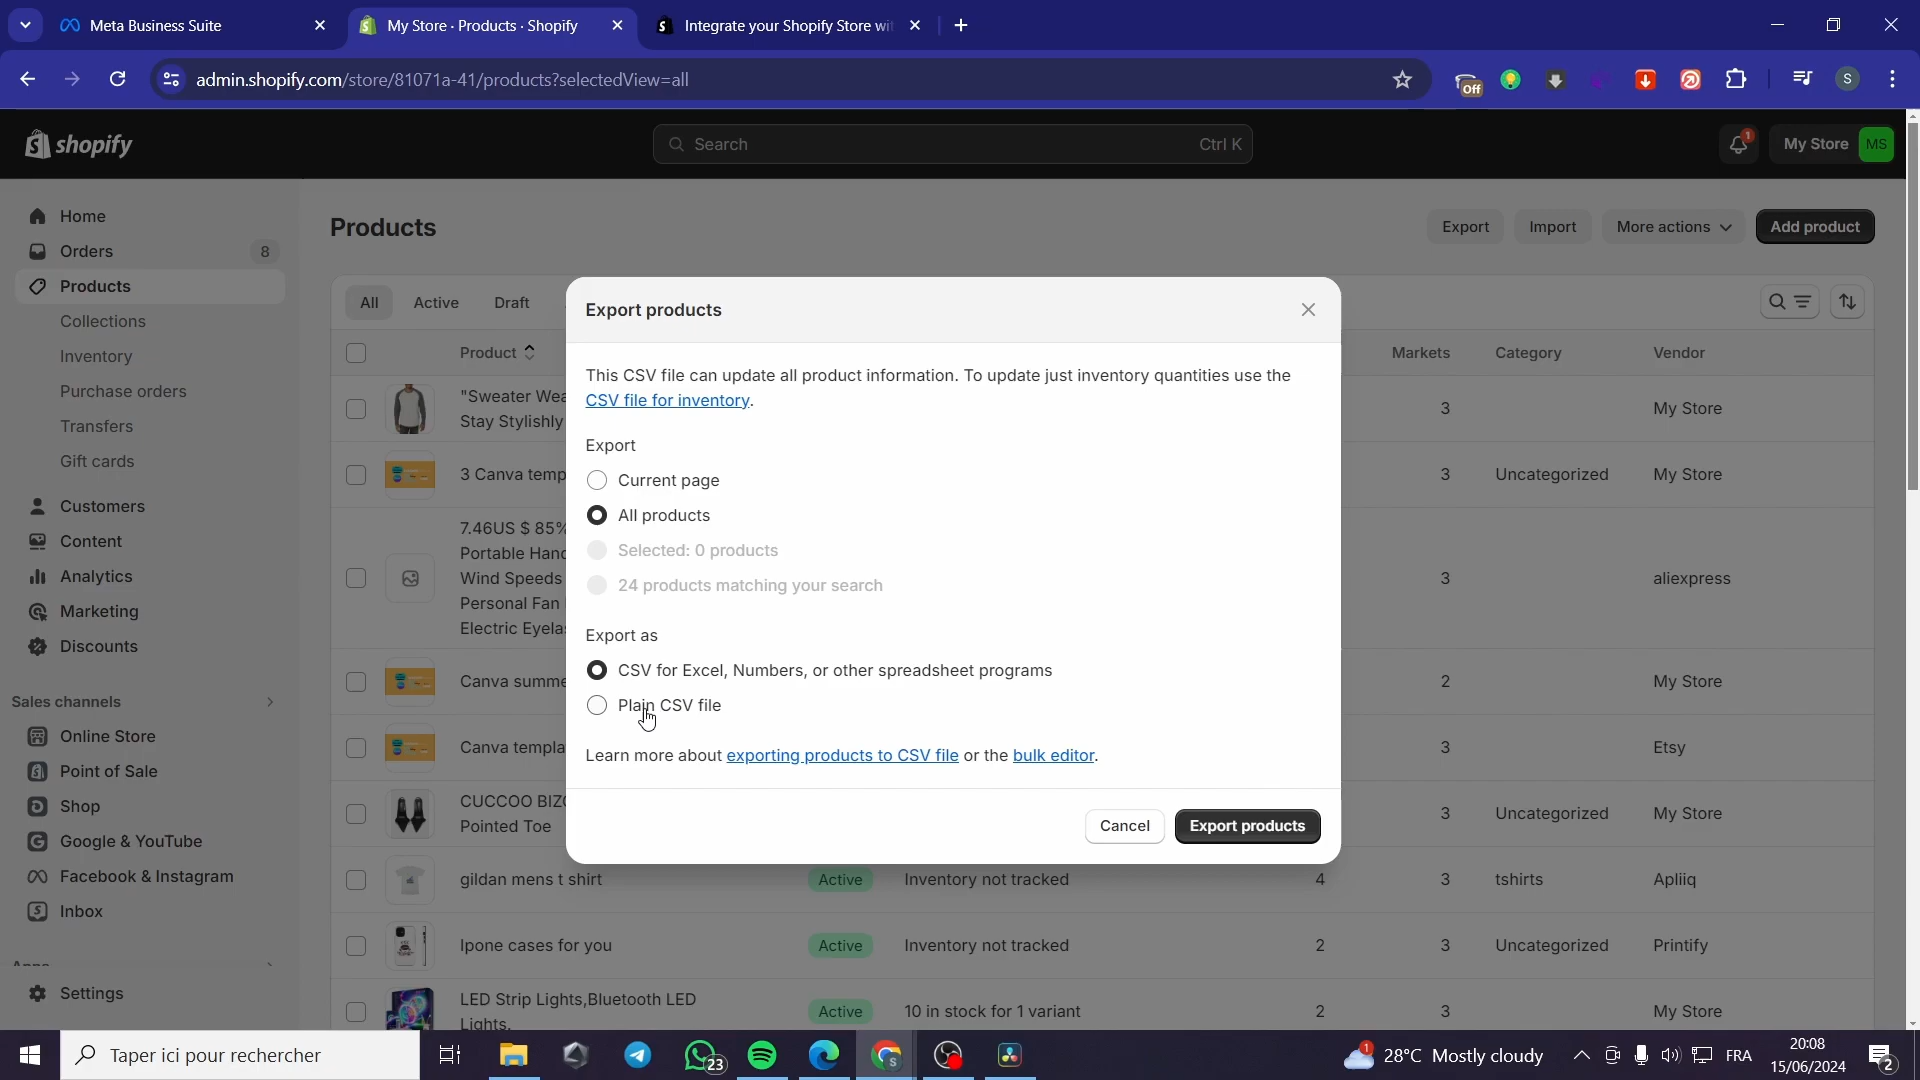 Meta Business Suite
My Store · Products · Shopify
Integrate your Shopify Store wi
admin.shopify.com/store/81071a-41/products?selectedView=all
Off
S
shopify
Search
Ctrl K
1
My Store
MS
Home
Orders
8
Products
Collections
Inventory
Purchase orders
Transfers
Gift cards
Customers
Content
Analytics
Marketing
Discounts
Sales channels
Online Store
Point of Sale
Shop
Google & YouTube
Facebook & Instagram
Inbox
Settings
Products
Export
Import
More actions
Add product
All
Active
Draft
Product
Markets
Category
Vendor
"Sweater Wea
Stay Stylishly
3
My Store
3 Canva temp
3
Uncategorized
My Store
7.46US $ 85%
Portable Hand
Wind Speeds
Personal Fan
Electric Eyela
3
aliexpress
Canva summe
2
My Store
Canva templa
3
Etsy
CUCCOO BIZ
Pointed Toe
3
Uncategorized
My Store
gildan mens t shirt
Active
Inventory not tracked
4
3
tshirts
Apliiq
Ipone cases for you
Active
Inventory not tracked
2
3
Uncategorized
Printify
LED Strip Lights,Bluetooth LED
Lights,
Active
10 in stock for 1 variant
2
3
My Store
Export products
This CSV file can update all product information. To update just inventory quantities use the
CSV file for inventory.
Export
Current page
All products
Selected: 0 products
24 products matching your search
Export as
CSV for Excel, Numbers, or other spreadsheet programs
Plain CSV file
Learn more about exporting products to CSV file or the bulk editor.
Cancel
Export products
Taper ici pour rechercher
23
1
28°C Mostly cloudy
FRA
20:08
15/06/2024
2